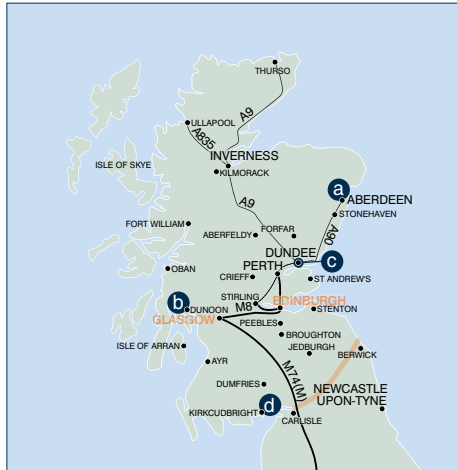 THURSO
A9
ULLAPOOL
A835
INVERNESS
ISLE OF SKYE
KILMORACK
a
ABERDEEN
A9
STONEHAVEN
FORT WILLIAM
FORFAR
A90
ABERFELDY
DUNDEE
c
PERTH
OBAN
CRIEFF
ST ANDREW'S
b
STIRLING
EDINBURGH
M8
DUNOON
STENTON
GLASGOW
PEEBLES
BROUGHTON
ISLE OF ARRAN
JEDBURGH
BERWICK
AYR
M74(M)
DUMFRIES
NEWCASTLE
UPON-TYNE
d
KIRKCUDBRIGHT
CARLISLE